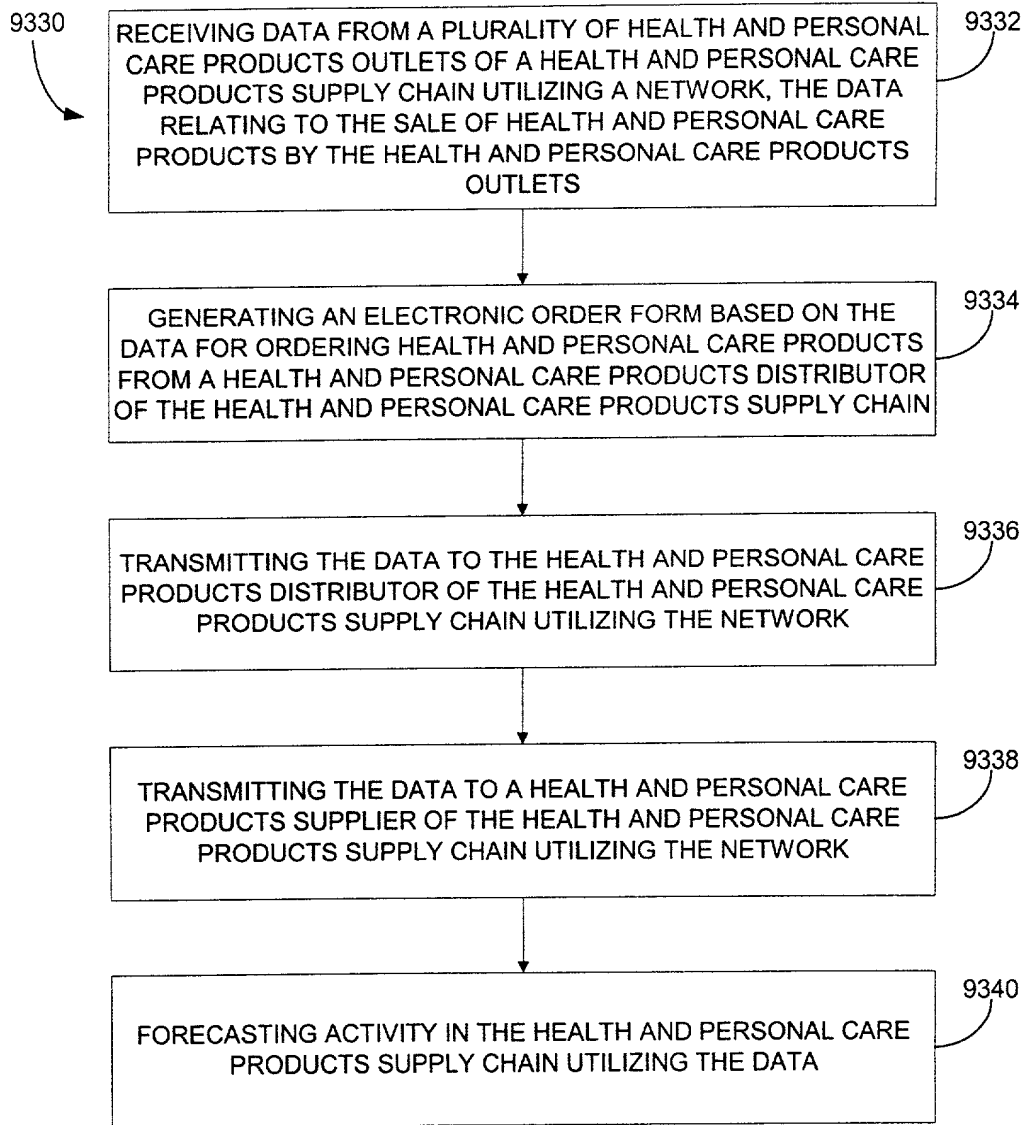 9330
RECEIVING DATA FROM A PLURALITY OF HEALTH AND PERSONAL
CARE PRODUCTS OUTLETS OF A HEALTH AND PERSONAL CARE
PRODUCTS SUPPLY CHAIN UTILIZING A NETWORK, THE DATA
RELATING TO THE SALE OF HEALTH AND PERSONAL CARE
PRODUCTS BY THE HEALTH AND PERSONAL CARE PRODUCTS
OUTLETS
9332
GENERATING AN ELECTRONIC ORDER FORM BASED ON THE
DATA FOR ORDERING HEALTH AND PERSONAL CARE PRODUCTS
FROM A HEALTH AND PERSONAL CARE PRODUCTS DISTRIBUTOR
OF THE HEALTH AND PERSONAL CARE PRODUCTS SUPPLY CHAIN
9334
TRANSMITTING THE DATA TO THE HEALTH AND PERSONAL CARE
PRODUCTS DISTRIBUTOR OF THE HEALTH AND PERSONAL CARE
PRODUCTS SUPPLY CHAIN UTILIZING THE NETWORK
9336
TRANSMITTING THE DATA TO A HEALTH AND PERSONAL CARE
PRODUCTS SUPPLIER OF THE HEALTH AND PERSONAL CARE
PRODUCTS SUPPLY CHAIN UTILIZING THE NETWORK
9338
FORECASTING ACTIVITY IN THE HEALTH AND PERSONAL CARE
PRODUCTS SUPPLY CHAIN UTILIZING THE DATA
9340